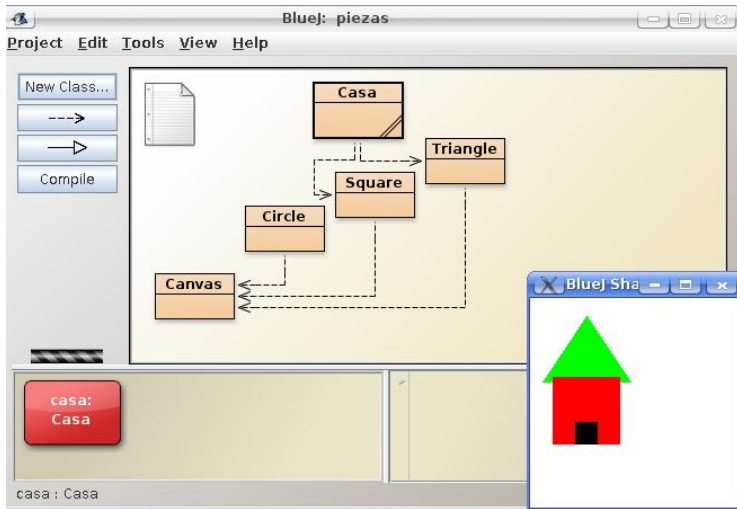 BlueJ: piezas
Project Edit Tools View Help
New Class...
Compile
Casa
Triangle
Square
Circle
Canvas
BlueJ Sha
casa:
Casa
casa : Casa